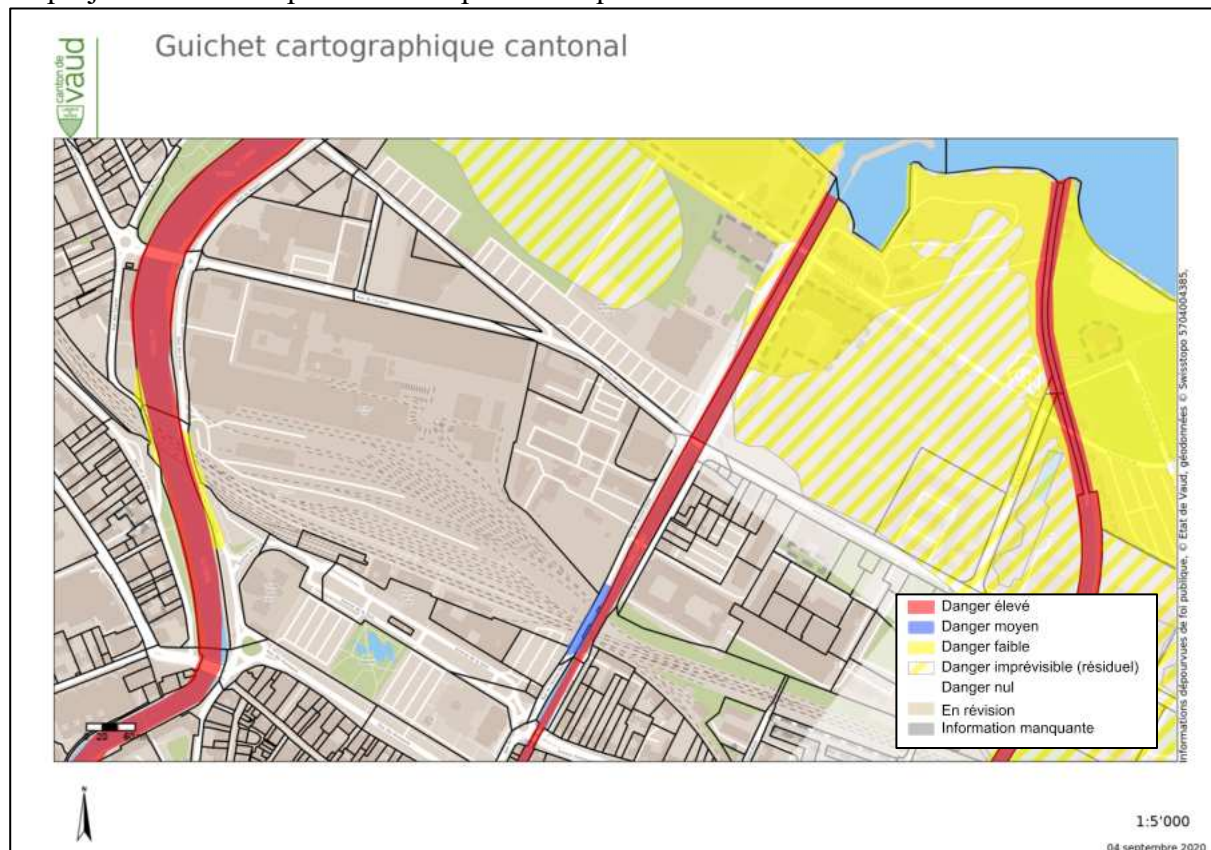 Guichet cartographique cantonal
canton de
vaud
Danger élevé
Danger moyen
Danger faible
Danger imprévisible (résiduel)
Danger nul
En révision
Information manquante
Informations dépourvues de foi publique, © Etat de Vaud, géodonnées © Swisstopo 5704004385,
N
1:5'000
04 septembre 2020